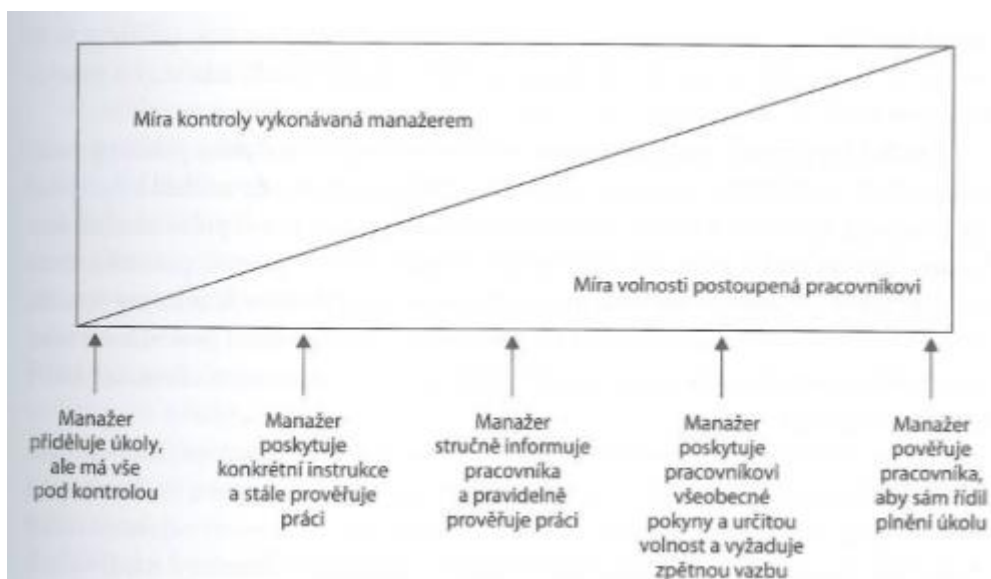 Míra kontroly vykonávaná manažerem
Míra volnosti postoupená pracovníkovi
Manažer
přiděluje úkoly,
ale má vše
pod kontrolou
Manažer
poskytuje
konkrétní instrukce
a stále prověřuje
práci
Manažer
stručně informuje
pracovníka
a pravidelně
prověřuje práci
Manažer
poskytuje
pracovníkovi
všeobecné
pokyny a určitou
volnost a vyžaduje
zpětnou vazbu
Manažer
pověřuje
pracovníka,
aby sám řídil
plnění úkolu